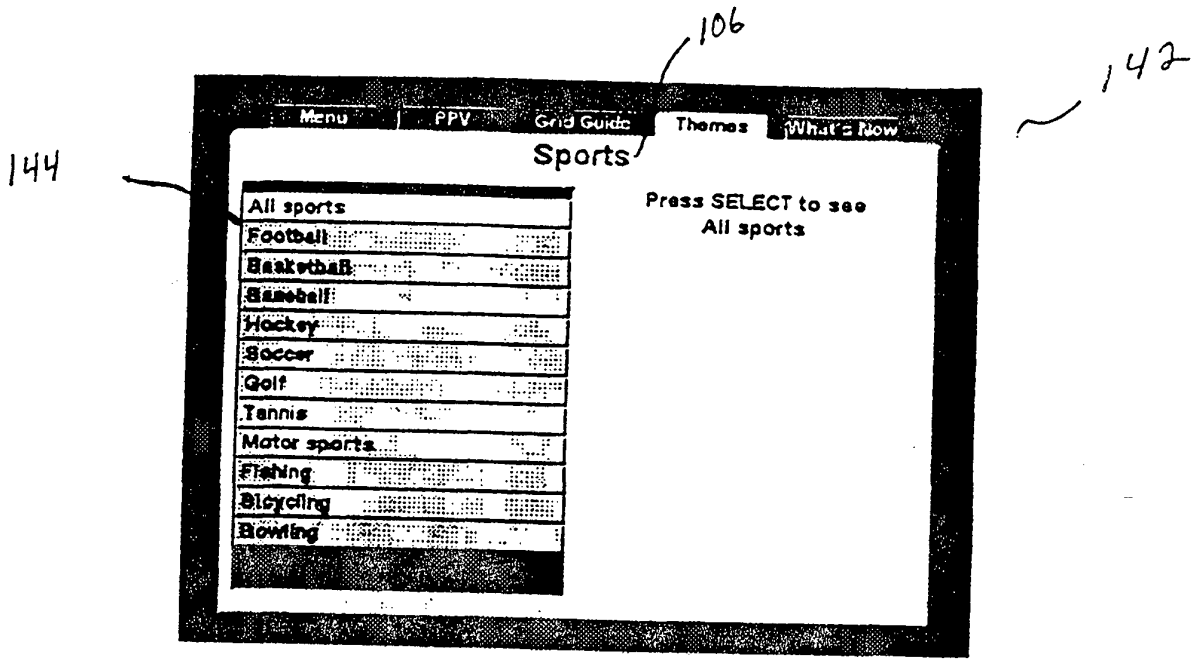 106
142
Menu PPV Grid Guide Themes What's Now
Sports
144
Press SELECT to see
All sports
All sports
Football
Basketball
Baseball
Hockey
Soccer
Golf
Tennis
Motor sports
Fishing
Bicycling
Bowling